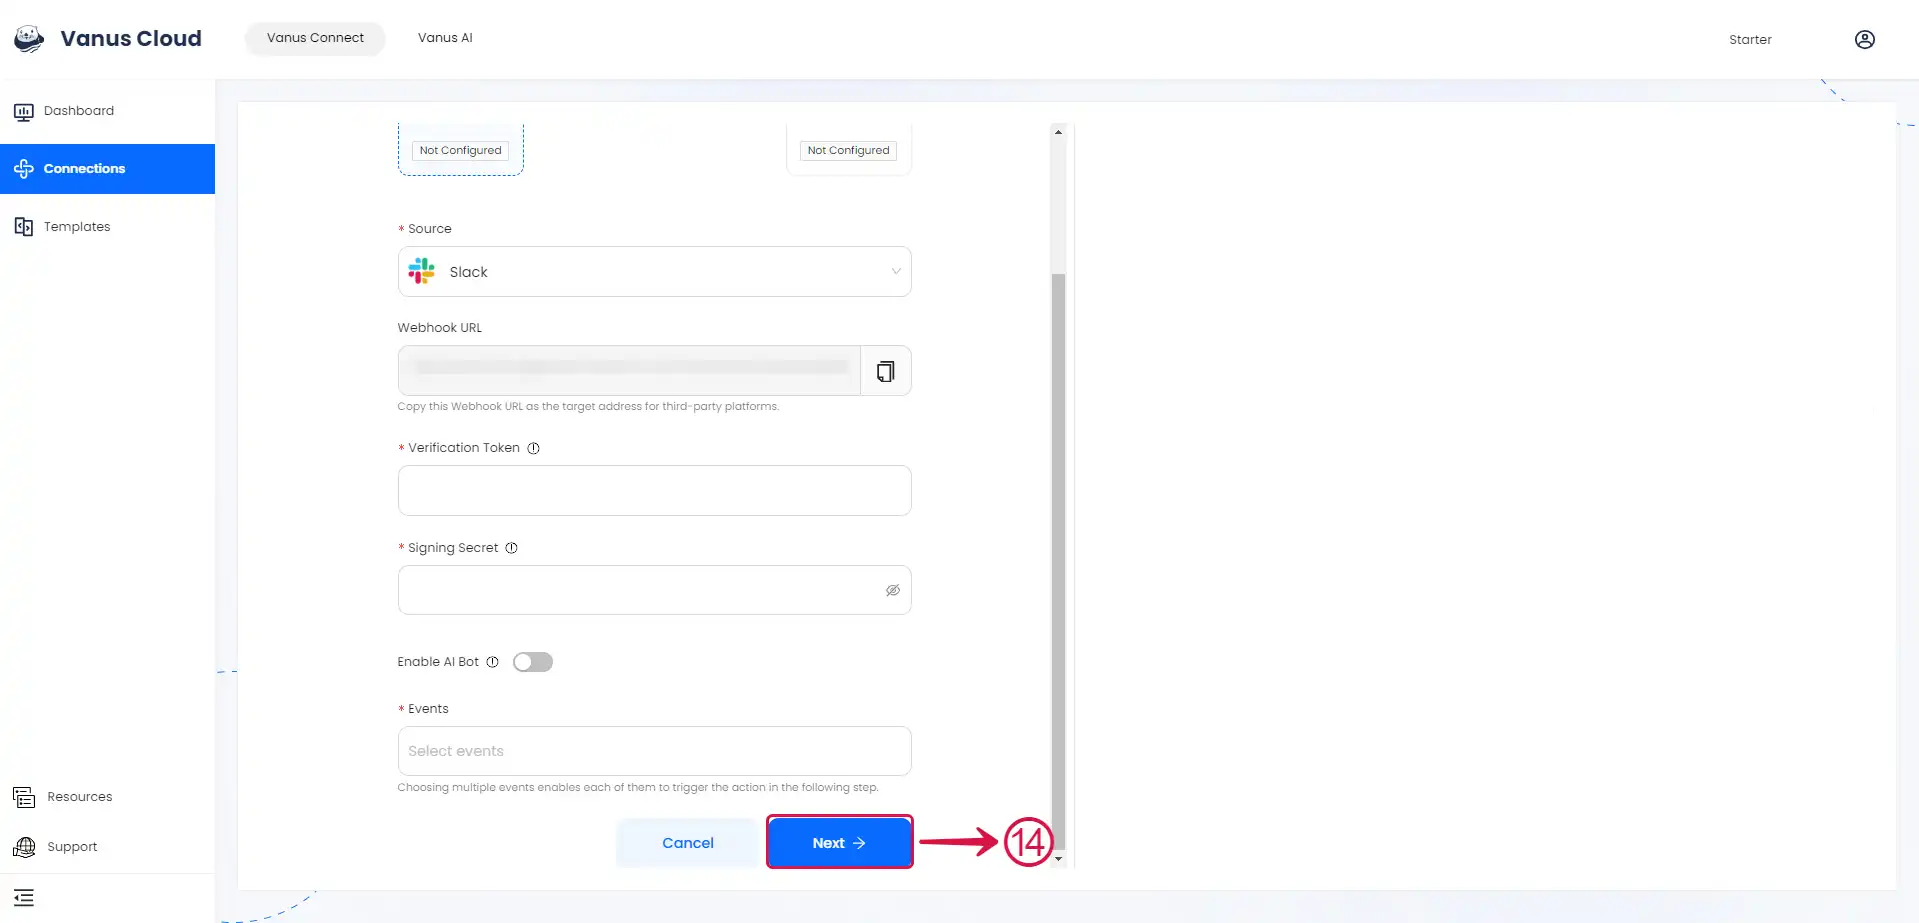 Vanus Cloud
Vanus Connect
Vanus AI
Starter
Dashboard
Connections
Templates
Resources
Support
Not Configured
Not Configured
* Source
Slack
Webhook URL
Copy this Webhook URL as the target address for third-party platforms.
* Verification Token
* Signing Secret
Enable AI Bot
* Events
Select events
Choosing multiple events enables each of them to trigger the action in the following step.
Cancel
Next →
14